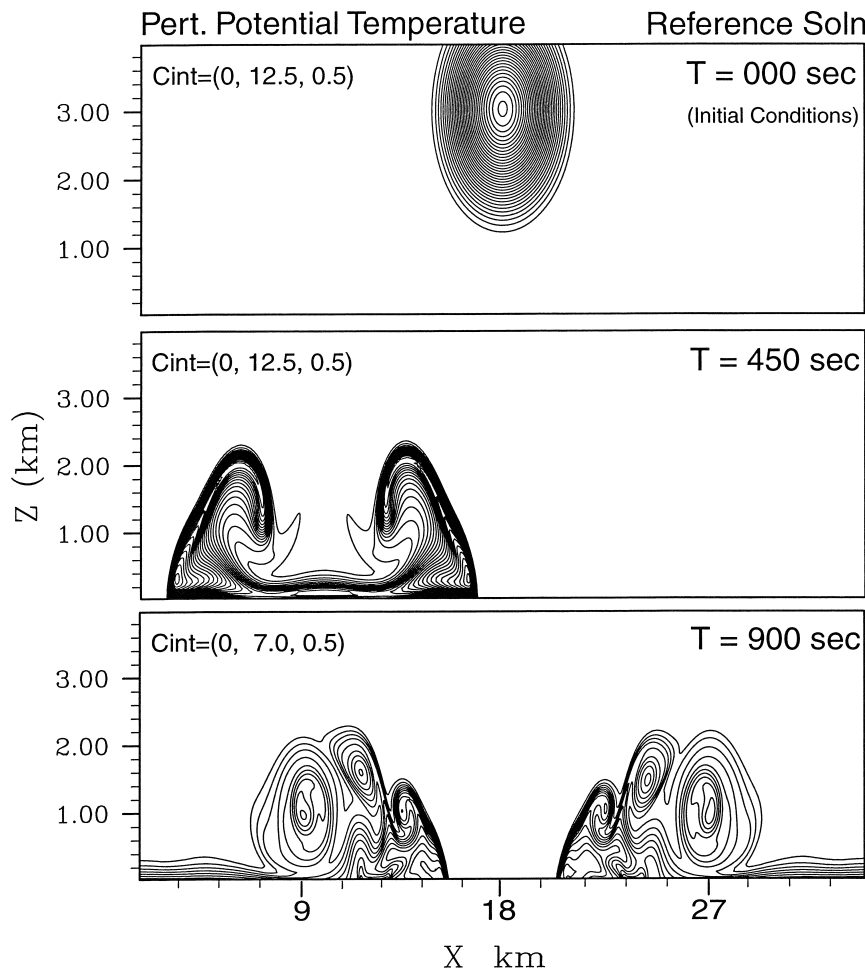 Pert. Potential Temperature Reference Soln
Cint=(0, 12.5, 0.5) T = 000 sec
(Initial Conditions)
3.00
2.00
1.00
Cint=(0, 12.5, 0.5) T = 450 sec
3.00
2.00
1.00
Z (km)
Cint=(0, 7.0, 0.5) T = 900 sec
3.00
2.00
1.00
9 18 27
X km